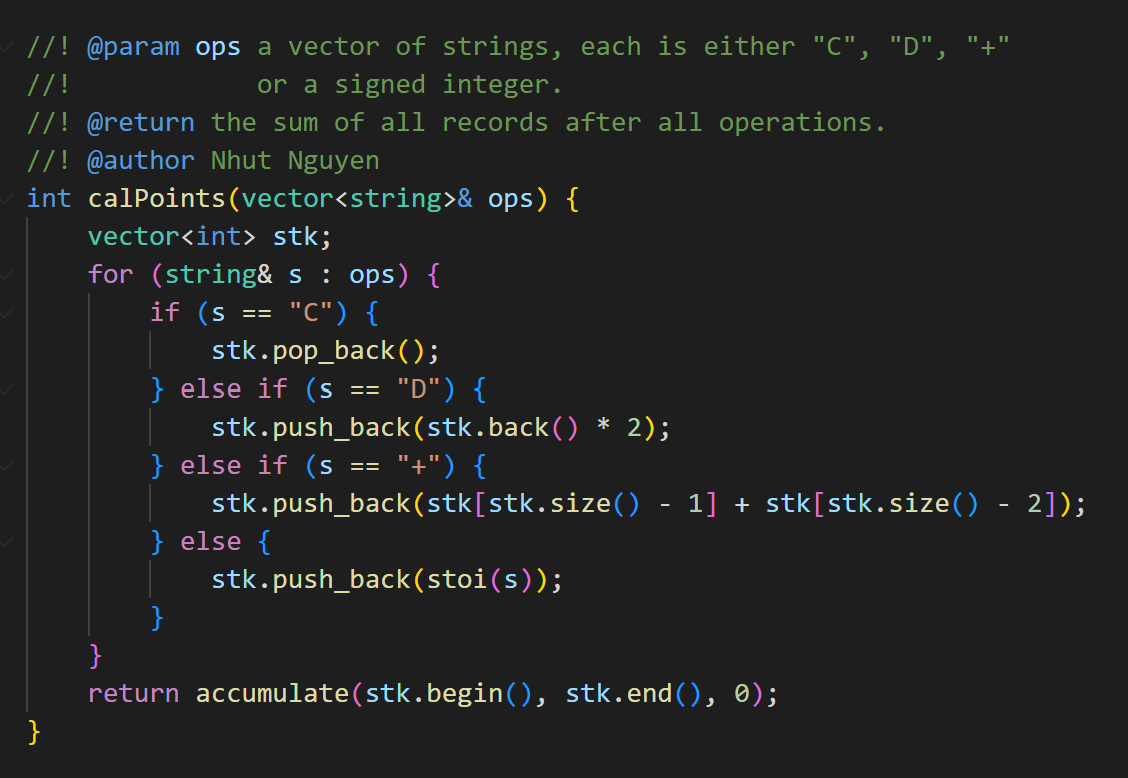 //! @param ops a vector of strings, each is either "C", "D", "+"
//!            or a signed integer.
//! @return the sum of all records after all operations.
//! @author Nhut Nguyen
int calPoints(vector<string>& ops) {
    vector<int> stk;
    for (string& s : ops) {
        if (s == "C") {
            stk.pop_back();
        } else if (s == "D") {
            stk.push_back(stk.back() * 2);
        } else if (s == "+") {
            stk.push_back(stk[stk.size() - 1] + stk[stk.size() - 2]);
        } else {
            stk.push_back(stoi(s));
        }
    }
    return accumulate(stk.begin(), stk.end(), 0);
}